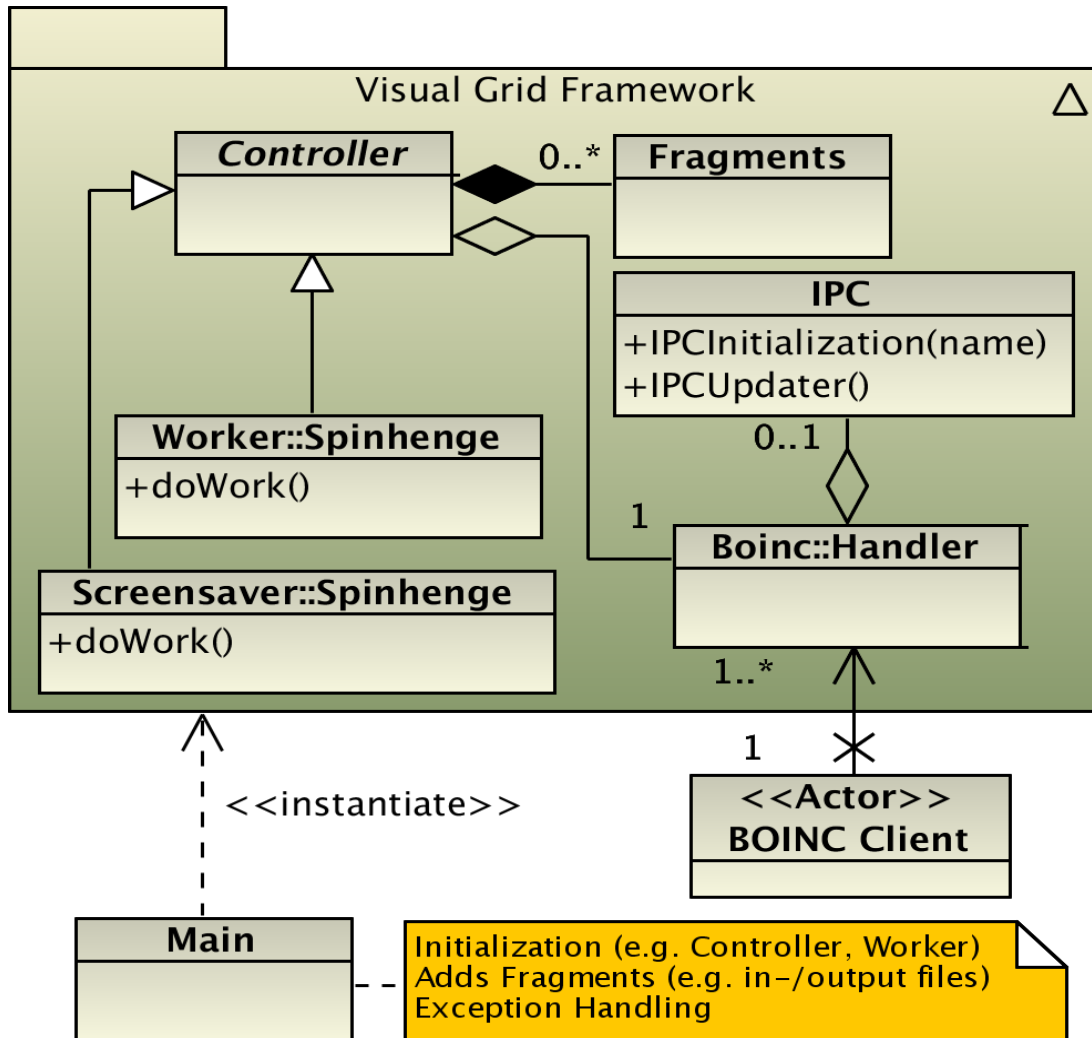 Visual Grid Framework
Controller
0..*
Fragments
IPC
+IPCInitialization(name)
+IPCUpdater()
Worker::Spinhenge
+doWork()
0..1
1
Boinc::Handler
Screensaver::Spinhenge
+doWork()
1..*
1
<<instantiate>>
<<Actor>>
BOINC Client
Main
Initialization (e.g. Controller, Worker)
Adds Fragments (e.g. in-/output files)
Exception Handling